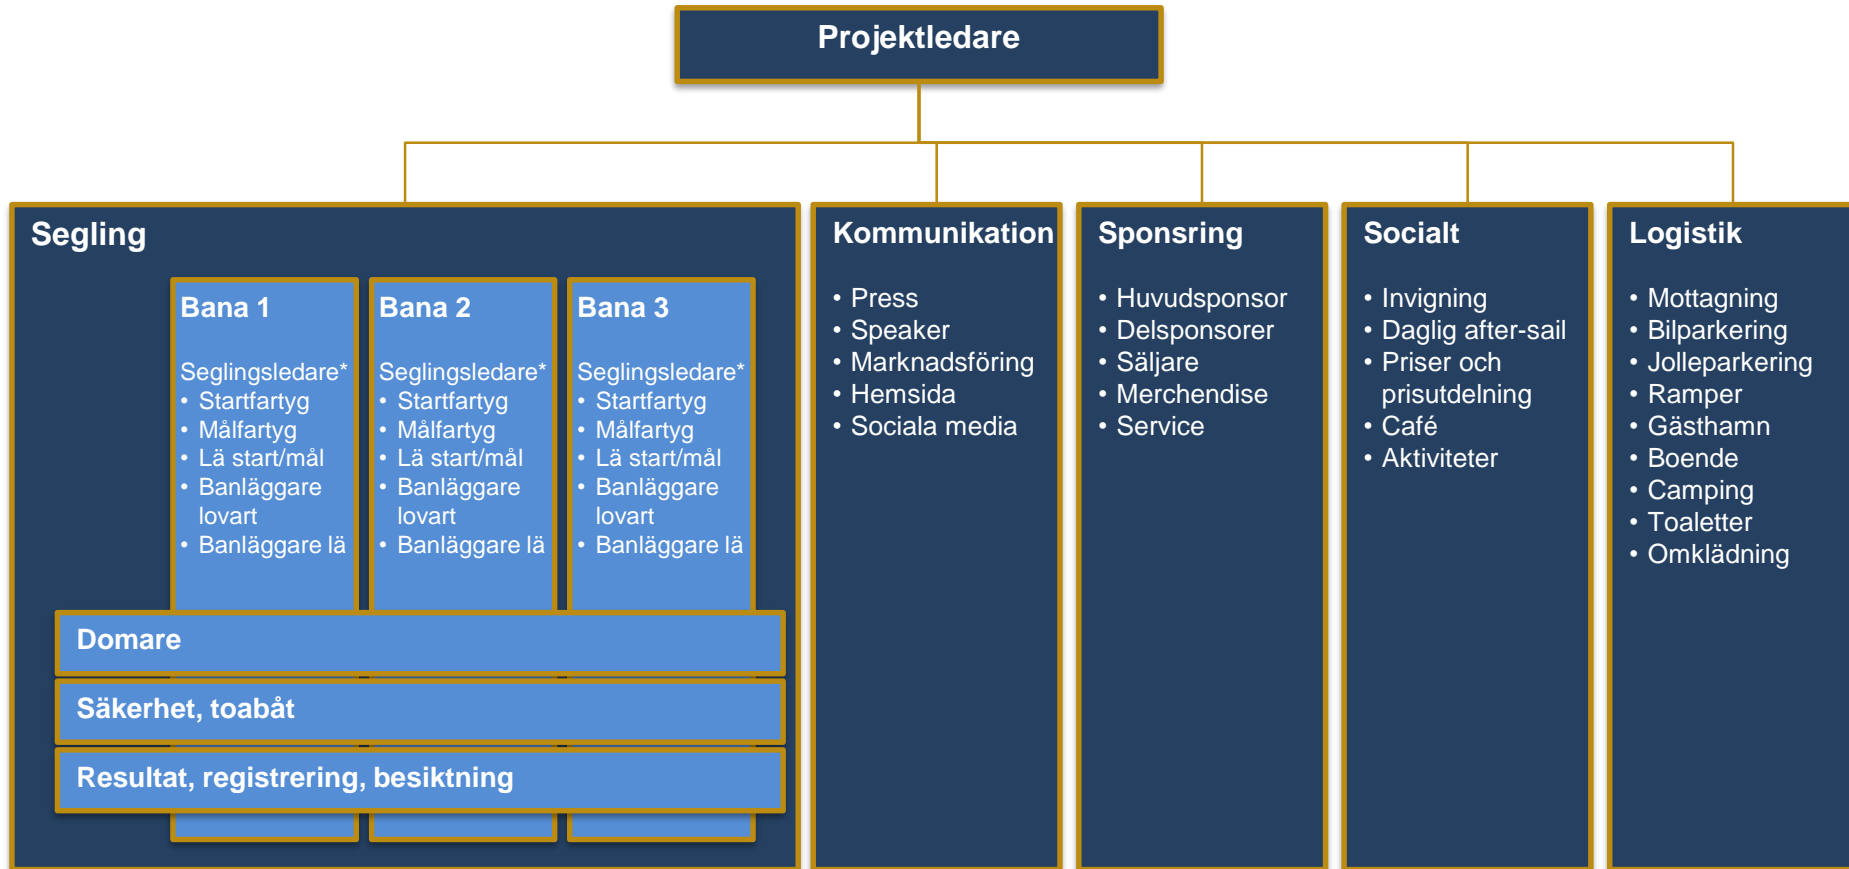 Projektledare
Segling
Bana 1
Seglingsledare*
• Startfartyg
• Målfartyg
• Lä start/mål
• Banläggare
lovart
• Banläggare lä
Bana 2
Seglingsledare*
• Startfartyg
• Målfartyg
• Lä start/mål
• Banläggare
lovart
• Banläggare lä
Bana 3
Seglingsledare*
• Startfartyg
• Målfartyg
• Lä start/mål
• Banläggare
lovart
• Banläggare lä
Domare
Säkerhet, toabåt
Resultat, registrering, besiktning
Kommunikation
• Press
• Speaker
• Marknadsföring
• Hemsida
• Sociala media
Sponsring
• Huvudsponsor
• Delsponsorer
• Säljare
• Merchendise
• Service
Socialt
• Invigning
• Daglig after-sail
• Priser och
prisutdelning
• Café
• Aktiviteter
Logistik
• Mottagning
• Bilparkering
• Jolleparkering
• Ramper
• Gästhamn
• Boende
• Camping
• Toaletter
• Omklädning